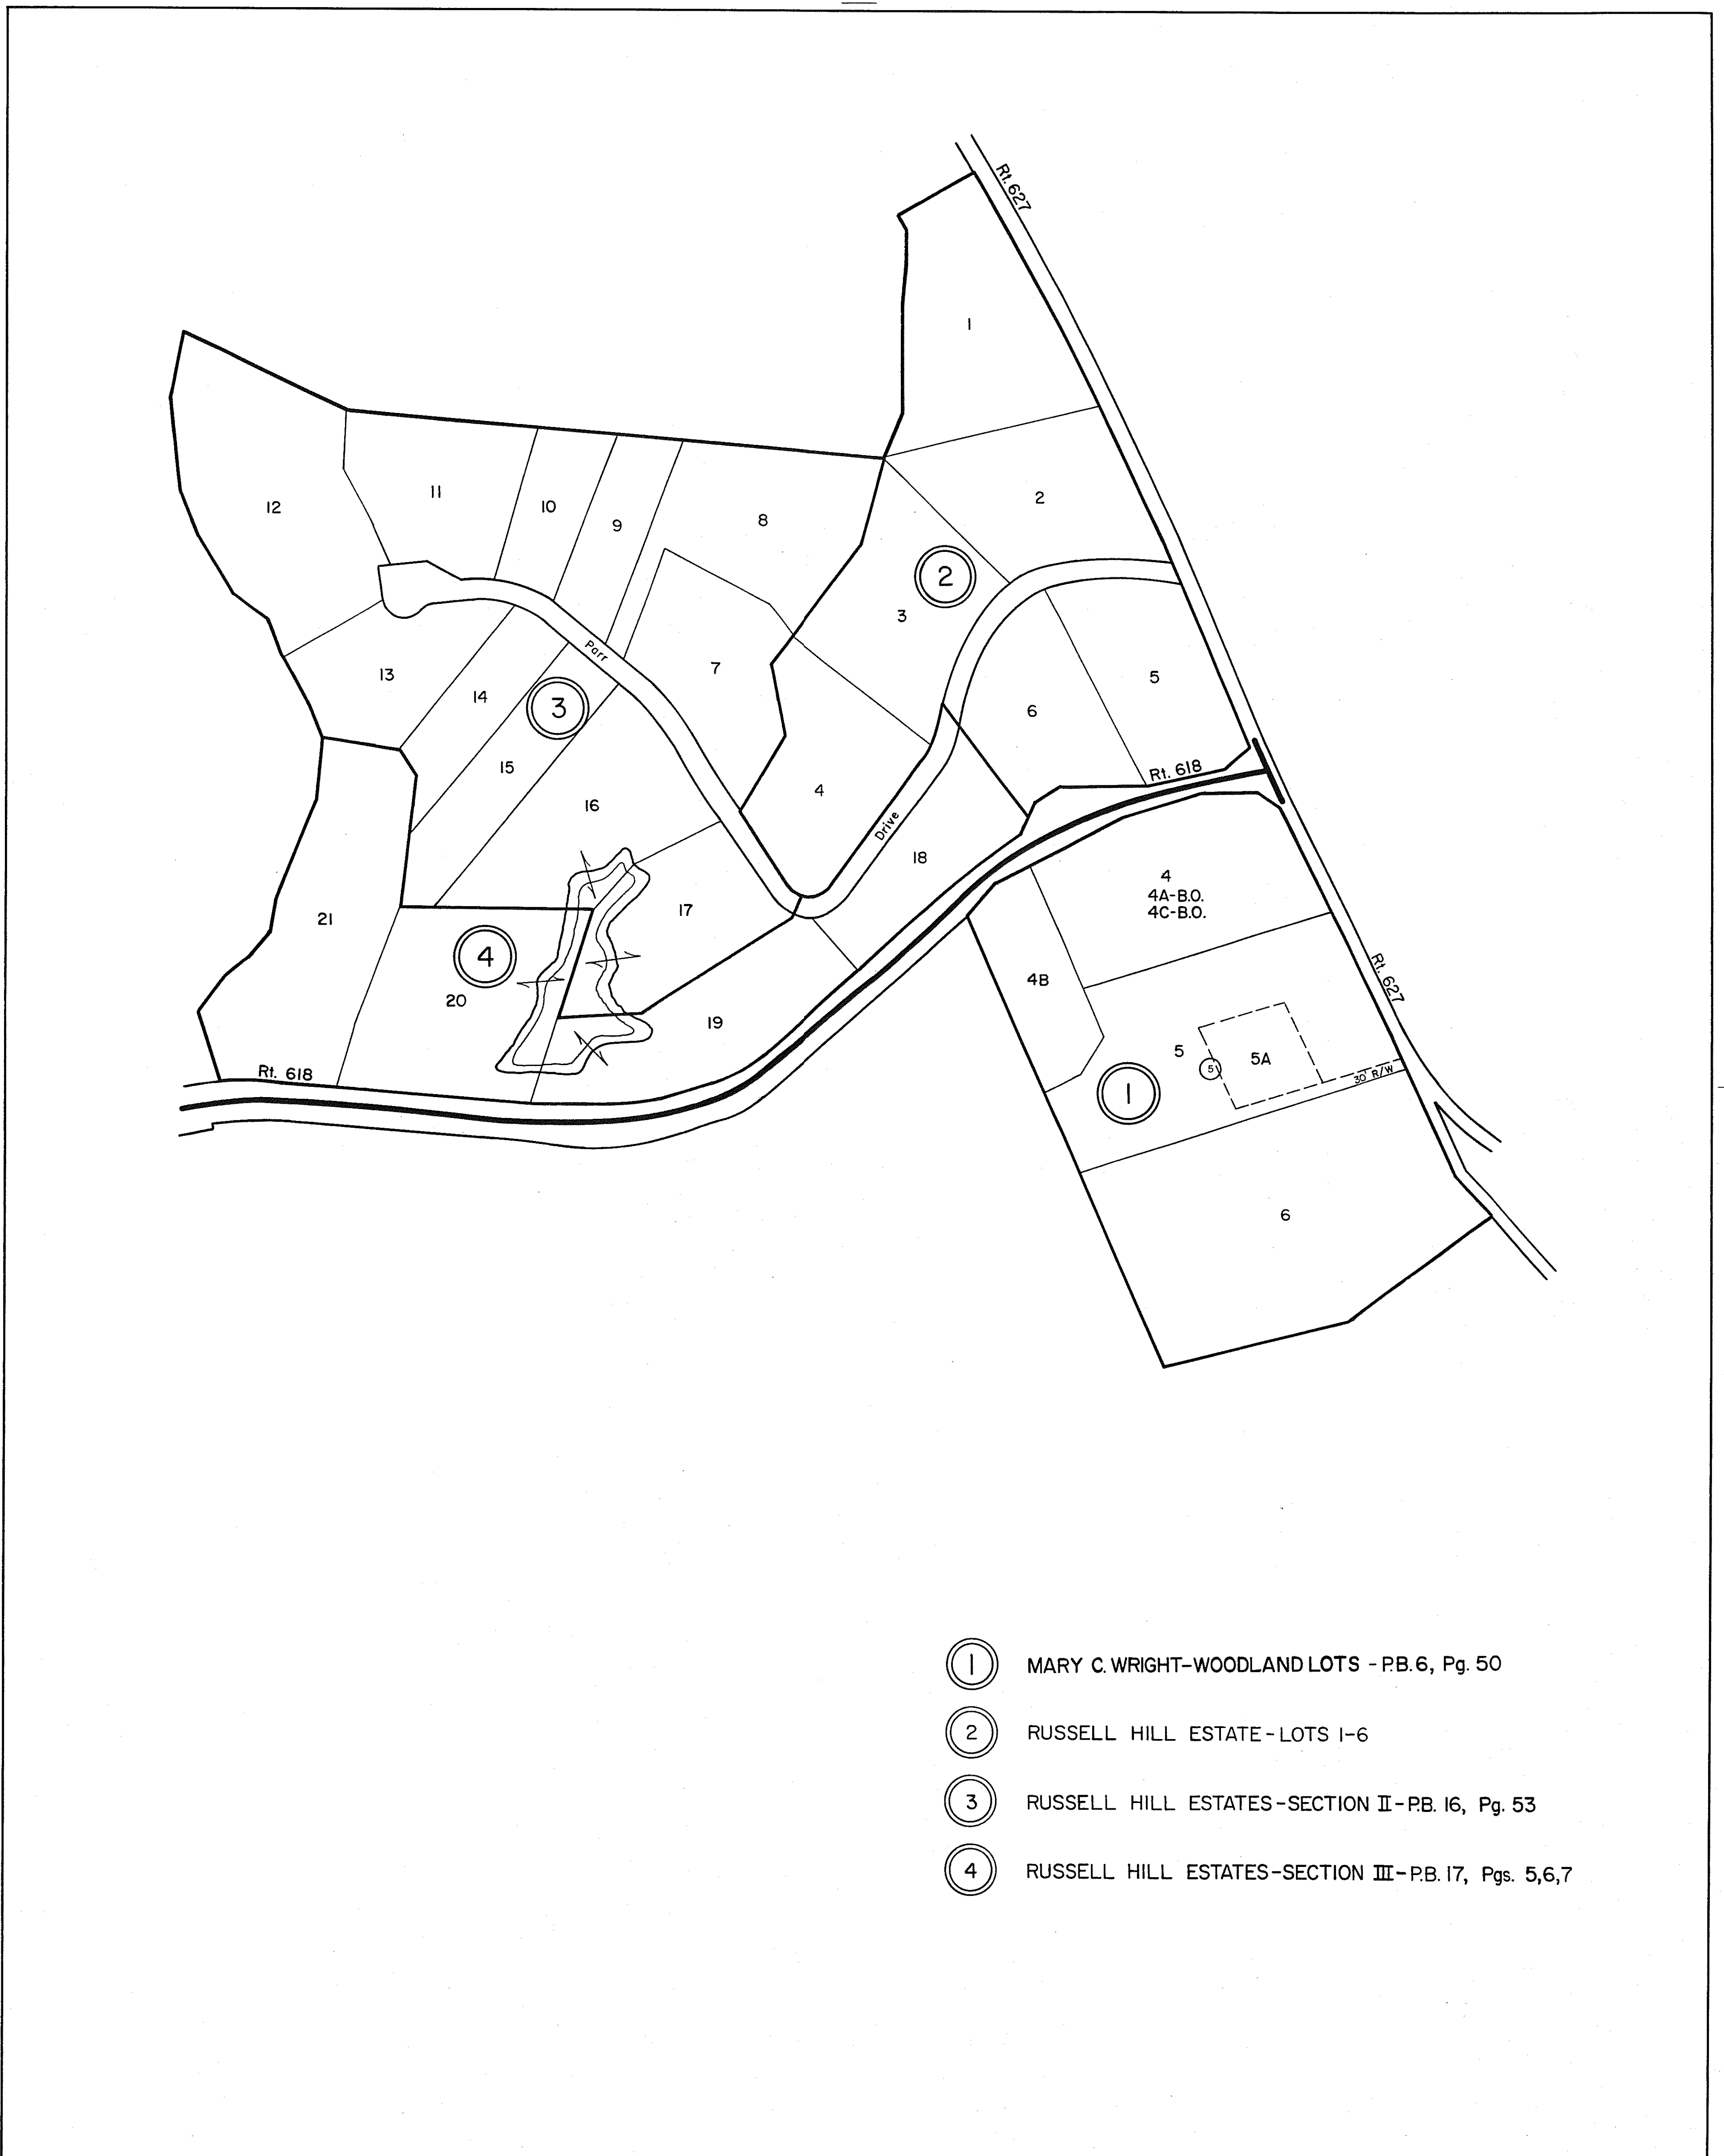 Rt. 627
1
12
11
10
9
8
2
2
3
13
14
3
Parr
7
6
5
15
16
4
Rt. 618
Drive
18
4
4A-B.O.
4C-B.O.
21
17
4
20
19
4B
Rt. 627
5
5A
5
30' R/W
1
Rt. 618
6
1 MARY C. WRIGHT-WOODLAND LOTS - P.B. 6, Pg. 50
2 RUSSELL HILL ESTATE - LOTS 1-6
3 RUSSELL HILL ESTATES - SECTION II - P.B. 16, Pg. 53
4 RUSSELL HILL ESTATES - SECTION III - P.B. 17, Pgs. 5,6,7